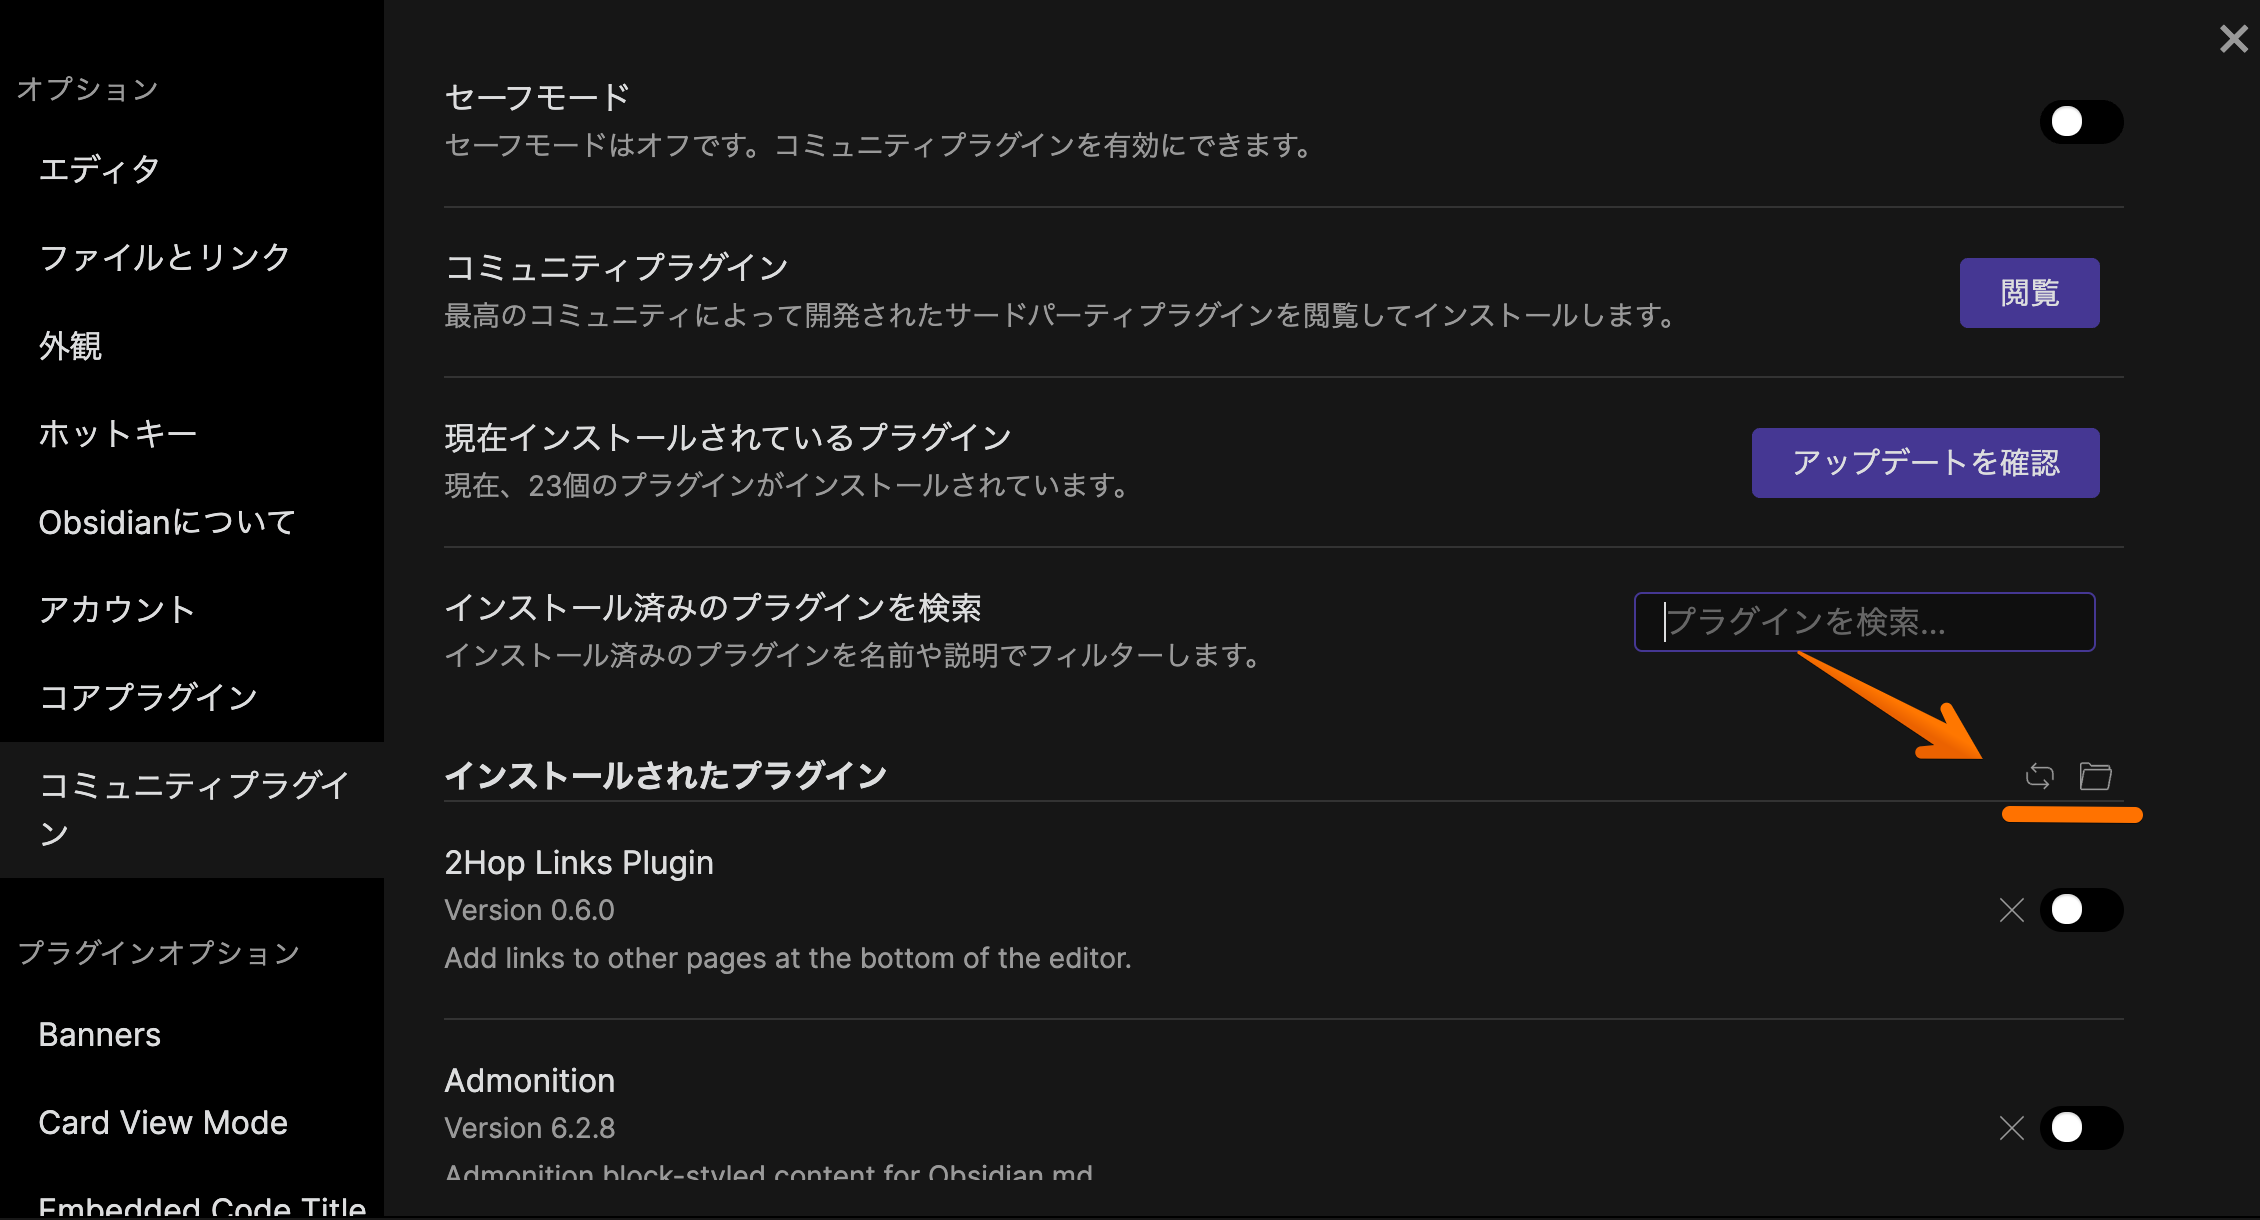 オプション
エディタ
ファイルとリンク
外観
ホットキー
Obsidianについて
アカウント
コアプラグイン
コミュニティプラグイ
ン
プラグインオプション
Banners
Card View Mode
Embedded Code Title
セーフモード
セーフモードはオフです。コミュニティプラグインを有効にできます。
コミュニティプラグイン
最高のコミュニティによって開発されたサードパーティプラグインを閲覧してインストールします。
閲覧
現在インストールされているプラグイン
現在、23個のプラグインがインストールされています。
アップデートを確認
インストール済みのプラグインを検索
インストール済みのプラグインを名前や説明でフィルターします。
プラグインを検索...
インストールされたプラグイン
2Hop Links Plugin
Version 0.6.0
Add links to other pages at the bottom of the editor.
Admonition
Version 6.2.8
Admonition block-styled content for Obsidian.md